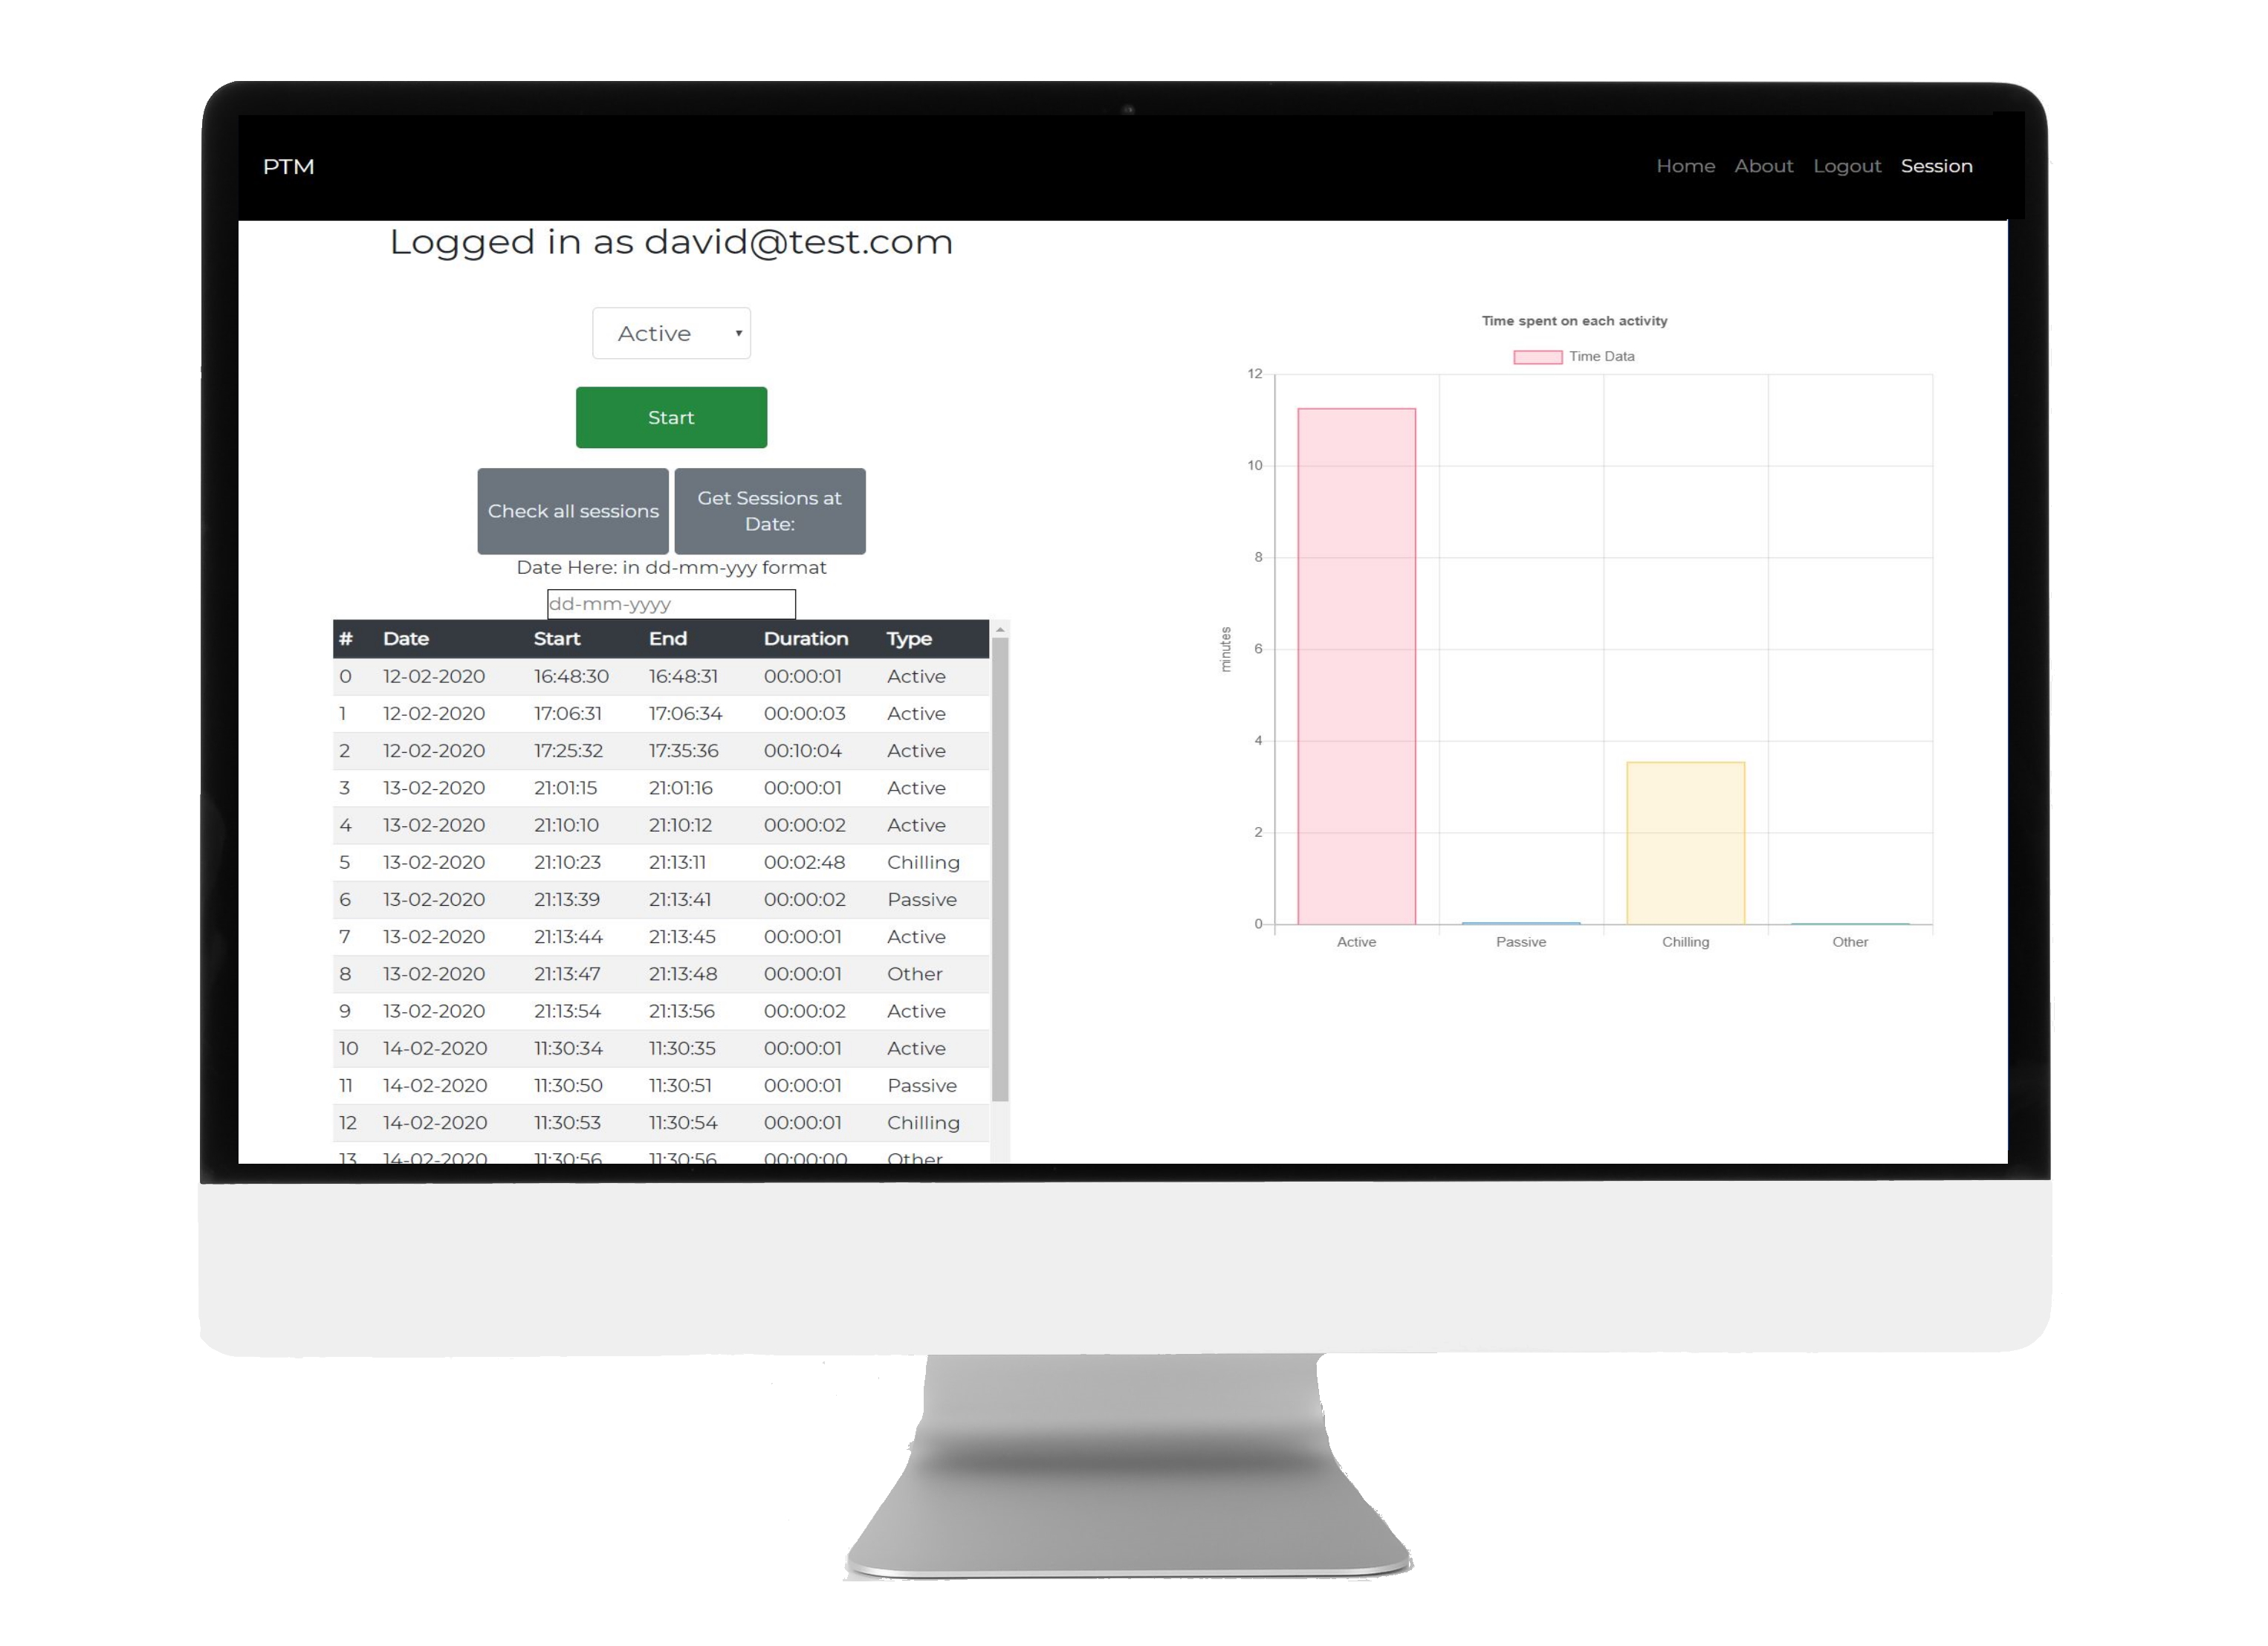 PTM
Home About Logout Session
Logged in as david@test.com
Active
Start
Check all sessions
Get Sessions at
Date:
Date Here: in dd-mm-yyy format
dd-mm-yyyy
# Date Start End Duration Type
0 12-02-2020 16:48:30 16:48:31 00:00:01 Active
1 12-02-2020 17:06:31 17:06:34 00:00:03 Active
2 12-02-2020 17:25:32 17:35:36 00:10:04 Active
3 13-02-2020 21:01:15 21:01:16 00:00:01 Active
4 13-02-2020 21:10:10 21:10:12 00:00:02 Active
5 13-02-2020 21:10:23 21:13:11 00:02:48 Chilling
6 13-02-2020 21:13:39 21:13:41 00:00:02 Passive
7 13-02-2020 21:13:44 21:13:45 00:00:01 Active
8 13-02-2020 21:13:47 21:13:48 00:00:01 Other
9 13-02-2020 21:13:54 21:13:56 00:00:02 Active
10 14-02-2020 11:30:34 11:30:35 00:00:01 Active
11 14-02-2020 11:30:50 11:30:51 00:00:01 Passive
12 14-02-2020 11:30:53 11:30:54 00:00:01 Chilling
13 14-02-2020 11:30:56 11:30:56 00:00:00 Other
Time spent on each activity
Time Data
12
10
8
6
4
2
0
minutes
Active Passive Chilling Other